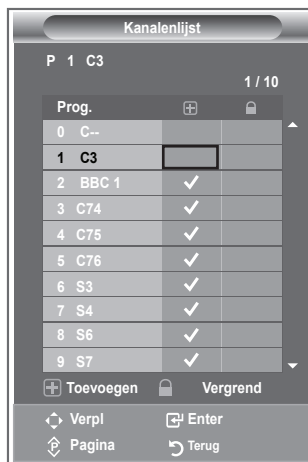 Kanalenlijst
P 1 C3
1 / 10
Prog.
0 C--
1 C3
2 BBC 1
3 C74
4 C75
5 C76
6 S3
7 S4
8 S6
9 S7
Toevoegen Vergrend
Verpl Enter
P Pagina Terug